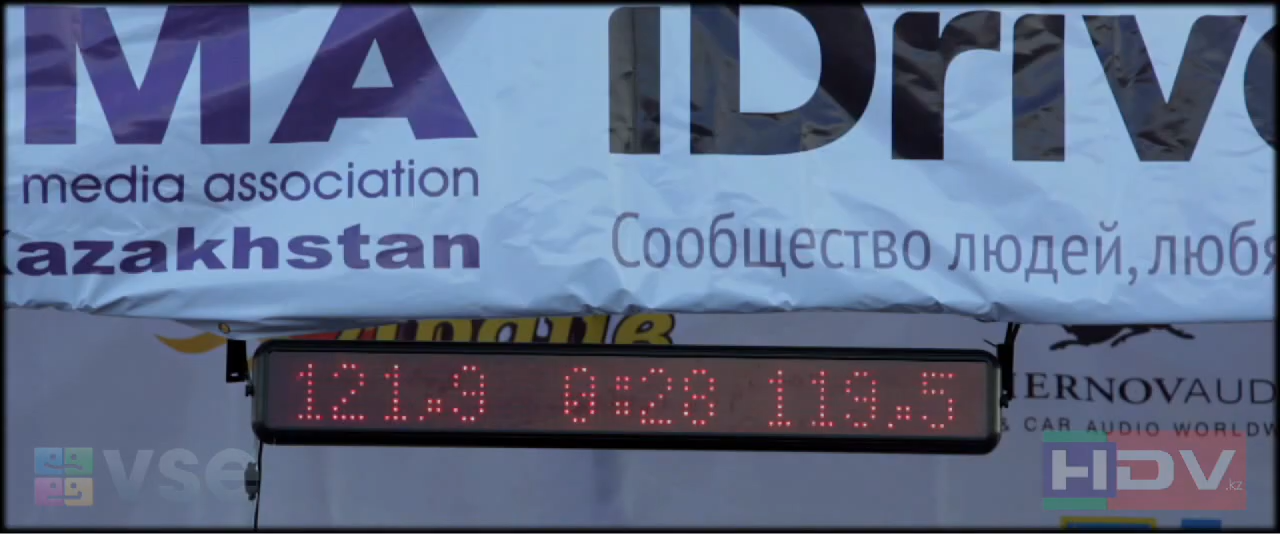 MA
media association
Kazakhstan
iDrive
Сообщество людей, любя
Драйв
121.9 0:28 119.5
ERNOVAUD
& CAR AUDIO WORLDW
vse
HDV.kz